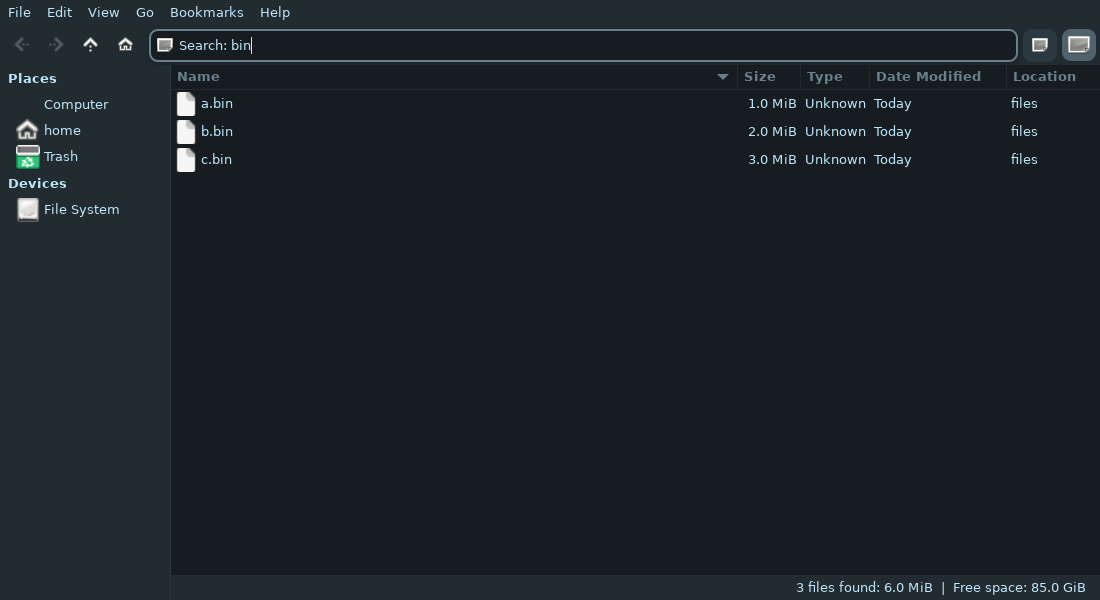 File Edit View Go Bookmarks Help
Search: bin
Places
Computer
home
Trash
Devices
File System
Name Size Type Date Modified Location
a.bin 1.0 MiB Unknown Today files
b.bin 2.0 MiB Unknown Today files
c.bin 3.0 MiB Unknown Today files
3 files found: 6.0 MiB | Free space: 85.0 GiB